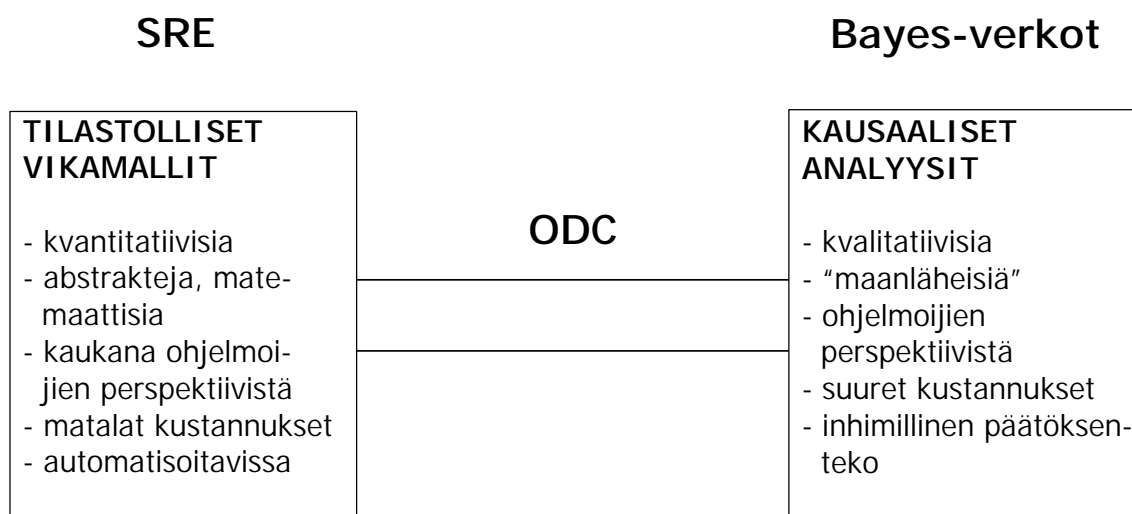 SRE
Bayes-verkot
TILASTOLLISET
VIKAMALLIT
- kvantitatiivisia
- abstrakteja, mate-
maattisia
- kaukana ohjelmoi-
jien perspektiivistä
- matalat kustannukset
- automatisoitavissa
ODC
KAUSAALISET
ANALYYSIT
- kvalitatiivisia
- “maanläheisiä”
- ohjelmoijien
perspektiivistä
- suuret kustannukset
- inhimillinen päätöksen-
teko